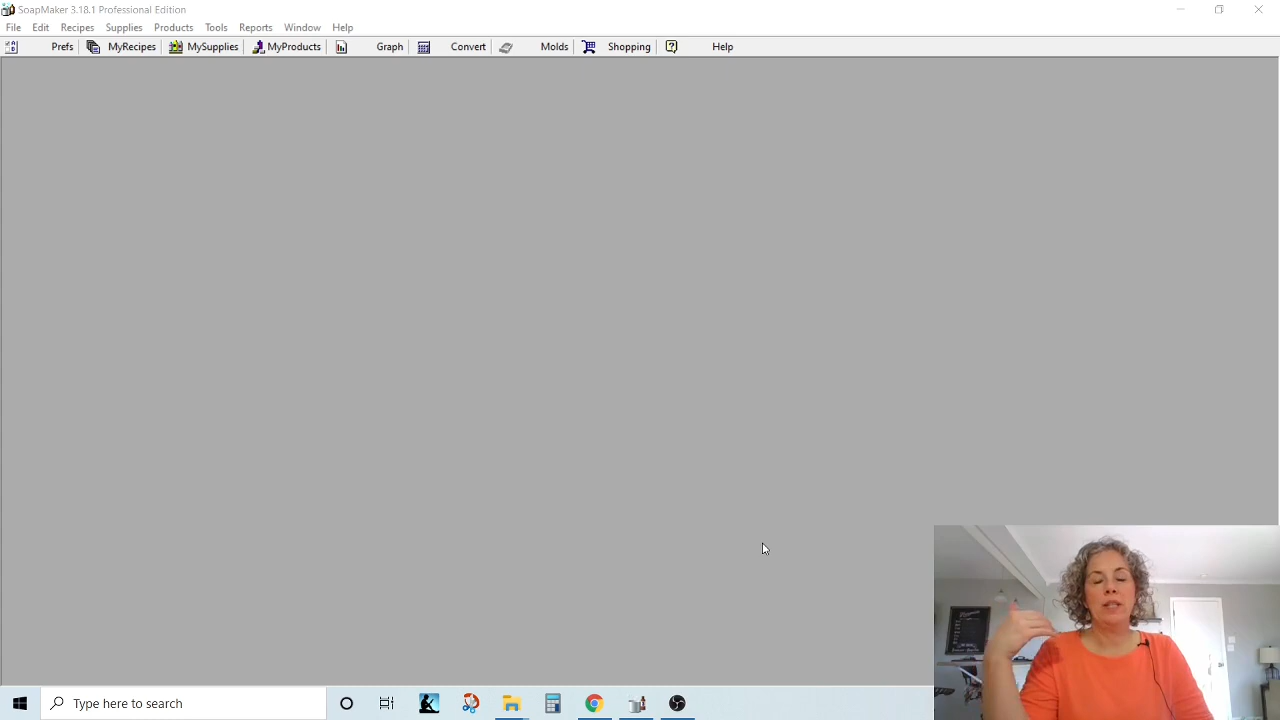 SoapMaker 3.18.1 Professional Edition
File Edit Recipes Supplies Products Tools Reports Window Help
Prefs MyRecipes MySupplies MyProducts Graph Convert Molds Shopping Help
Type here to search